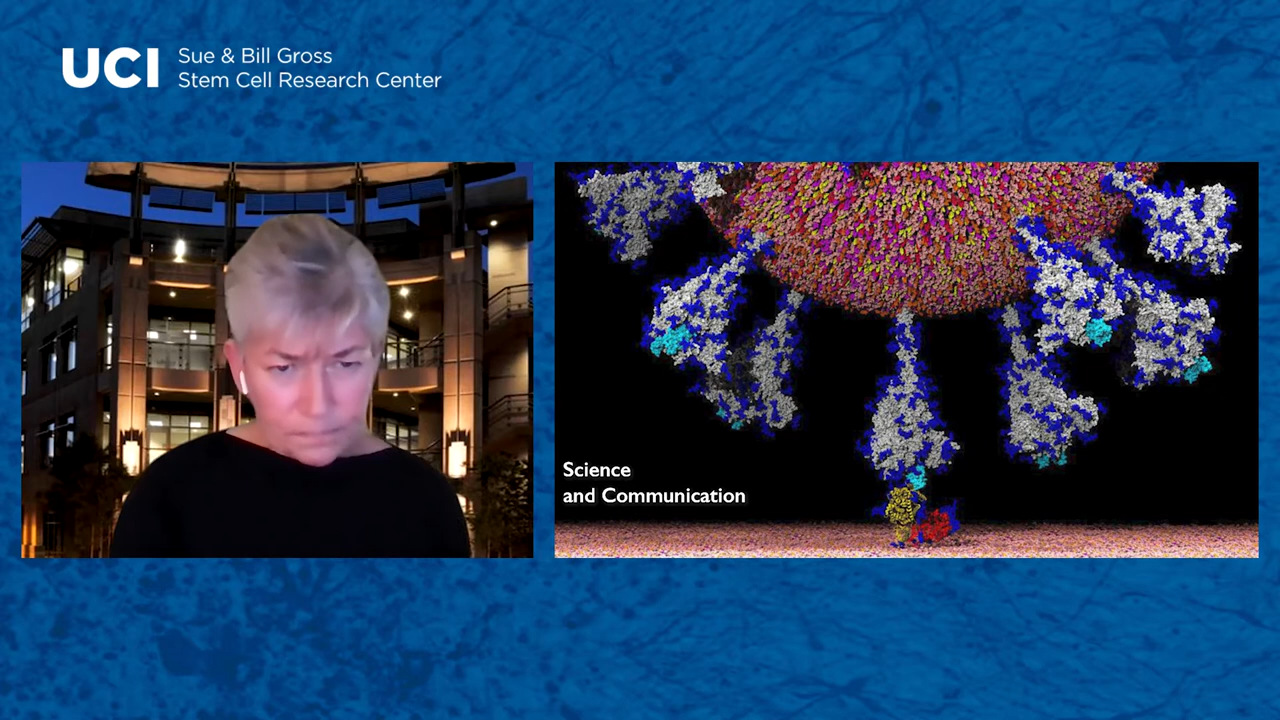 UCI
Sue & Bill Gross
Stem Cell Research Center
Science
and Communication